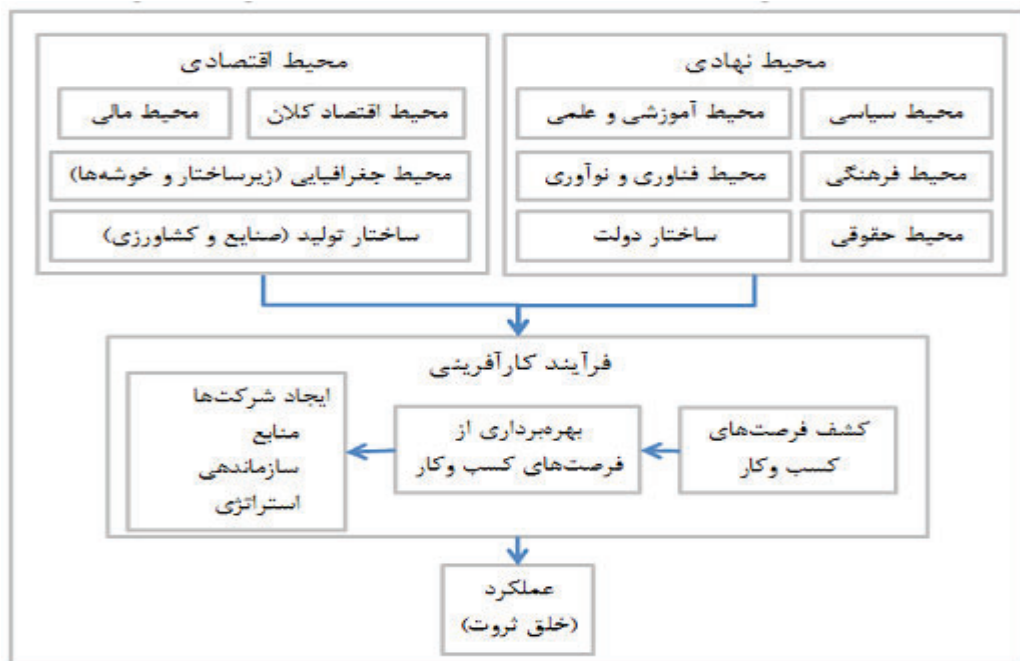 محیط نهادی
محیط سیاسی
محیط آموزشی و علمی
محیط فرهنگی
محیط فناوری و نوآوری
محیط حقوقی
ساختار دولت
محیط اقتصادی
محیط اقتصاد کلان
محیط مالی
محیط جغرافیایی (زیرساختار و خوشه‌ها)
ساختار تولید (صنایع و کشاورزی)
فرآیند کارآفرینی
کشف فرصت‌های
کسب وکار
بهره‌برداری از
فرصت‌های کسب وکار
ایجاد شرکت‌ها
منابع
سازماندهی
استراتژی
عملکرد
(خلق ثروت)